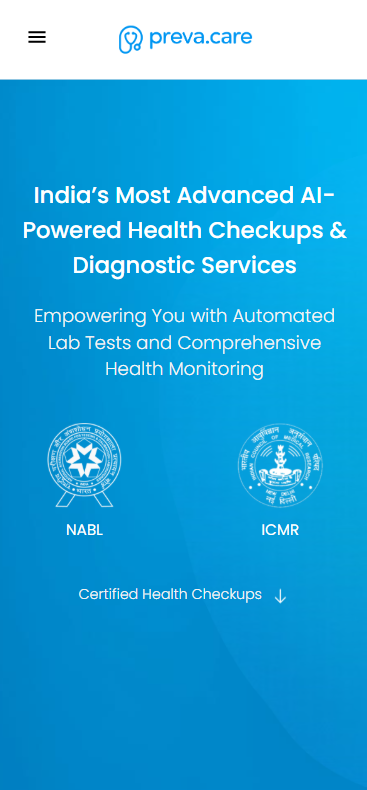 preva.care
India’s Most Advanced AI-
Powered Health Checkups &
Diagnostic Services
Empowering You with Automated
Lab Tests and Comprehensive
Health Monitoring
NABL
ICMR
Certified Health Checkups